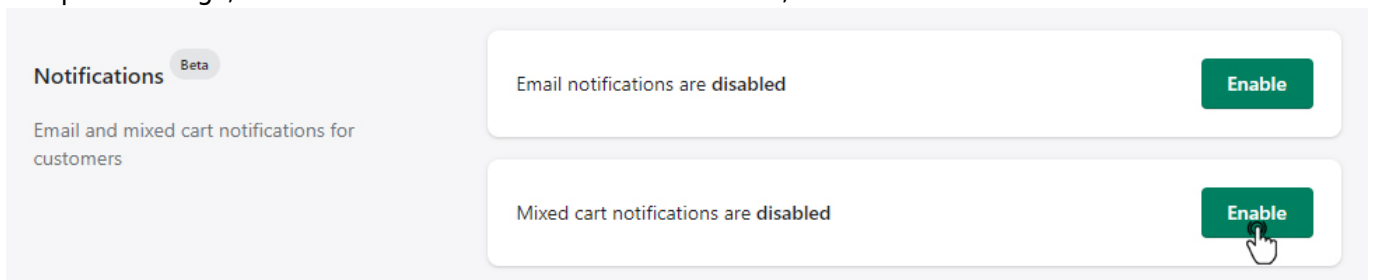 Notifications Beta
Email and mixed cart notifications for
customers
Email notifications are disabled
Enable
Mixed cart notifications are disabled
Enable